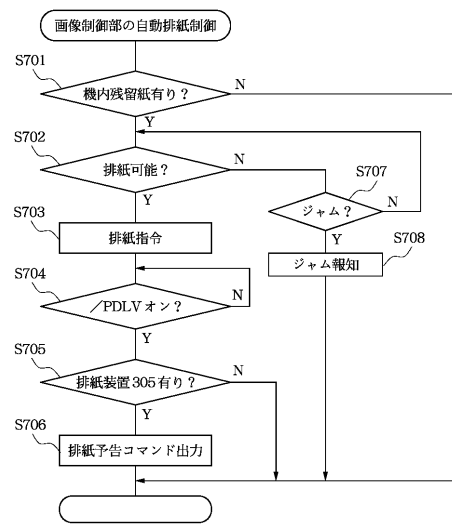 画像制御部の自動排紙制御
S701
機内残留紙有り？
N
Y
S702
排紙可能？
N
Y
S707
ジャム？
N
Y
S703
排紙指令
S708
ジャム報知
S704
／PDLVオン？
N
Y
S705
排紙装置305有り？
N
Y
S706
排紙予告コマンド出力